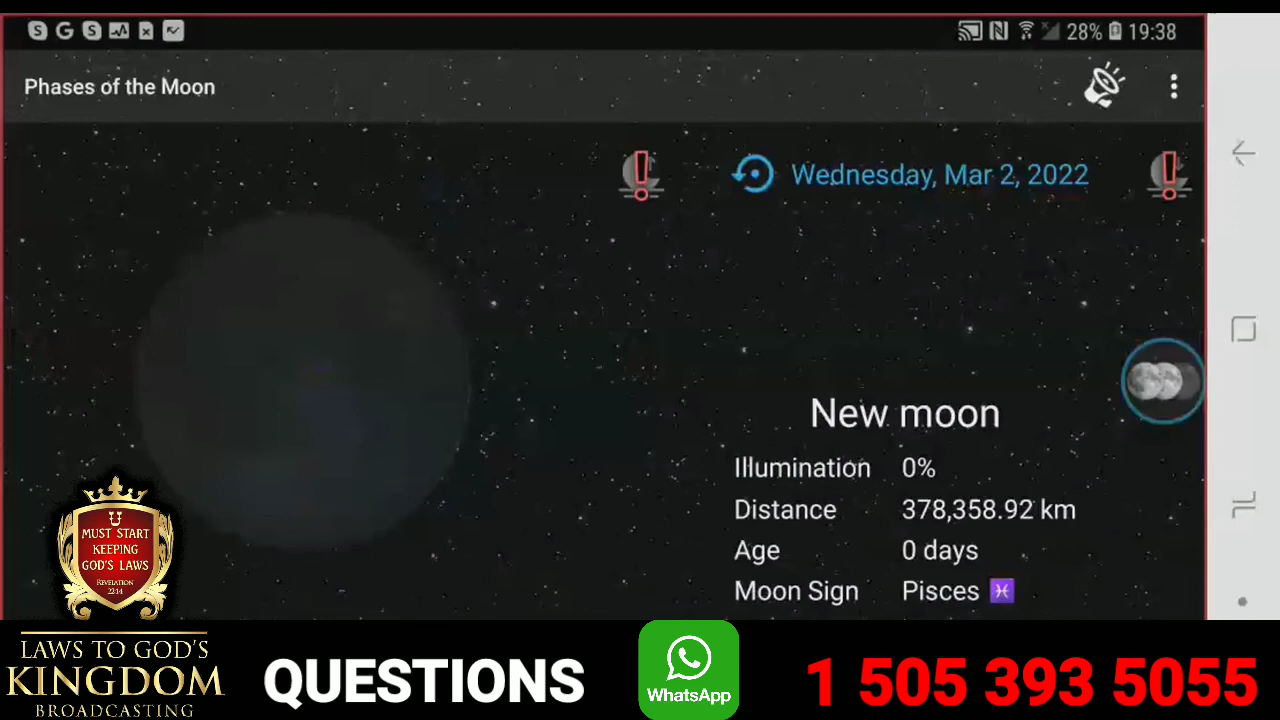 28% 19:38
Phases of the Moon
Wednesday, Mar 2, 2022
New moon
Illumination 0%
Distance 378,358.92 km
Age 0 days
Moon Sign Pisces ♓
U
MUST START
KEEPING
GOD'S LAWS
REVELATION
22:14
LAWS TO GOD'S
KINGDOM
BROADCASTING
QUESTIONS
WhatsApp
1 505 393 5055